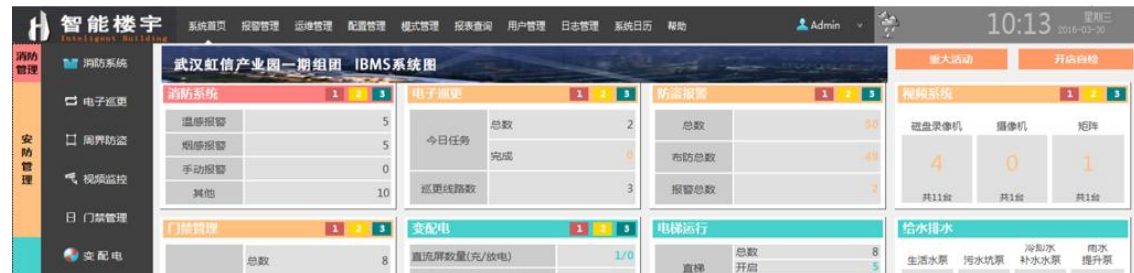 智能楼宇 系统首页 报警管理 运维管理 配置管理 模式管理 报表查询 用户管理 日志管理 系统日历 帮助 Admin 10:13 星期三
Inteligent Building 2016-03-30
消防管理
消防系统
武汉虹信产业园一期组团 IBMS系统图
重大活动 开店自检
电子巡更
周界防盗
视频监控
门禁管理
变配电
安防管理
消防系统 1 2 3
温感报警 5
烟感报警 5
手动报警 0
其他 10
电子巡更 1 2 3
今日任务 总数 2
完成 0
巡更线路数 3
防盗报警 1 2 3
总数 50
布防总数 48
报警总数 2
视频系统 1 2 3
磁盘录像机 摄像机 矩阵
4 0 1
共11台 共1台 共1台
门禁管理 1 2 3
总数 8
变配电 1 2 3
直流屏数量(充/放电) 1/0
电梯运行
直梯 总数 8
开启 5
给水排水
生活水泵 污水坑泵 冷却水补水水泵 雨水提升泵